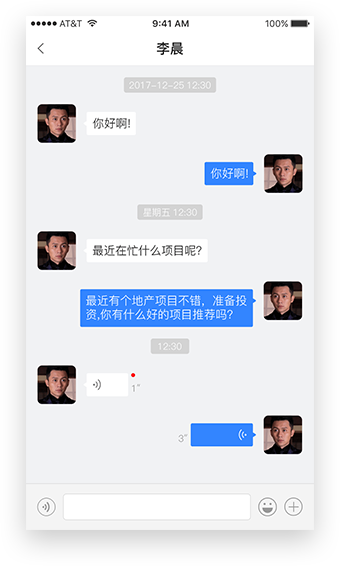 AT&T 9:41 AM 100%
李晨
2017-12-25 12:30
你好啊!
你好啊!
星期五 12:30
最近在忙什么项目呢?
最近有个地产项目不错，准备投
资,你有什么好的项目推荐吗?
12:30
1"
3"